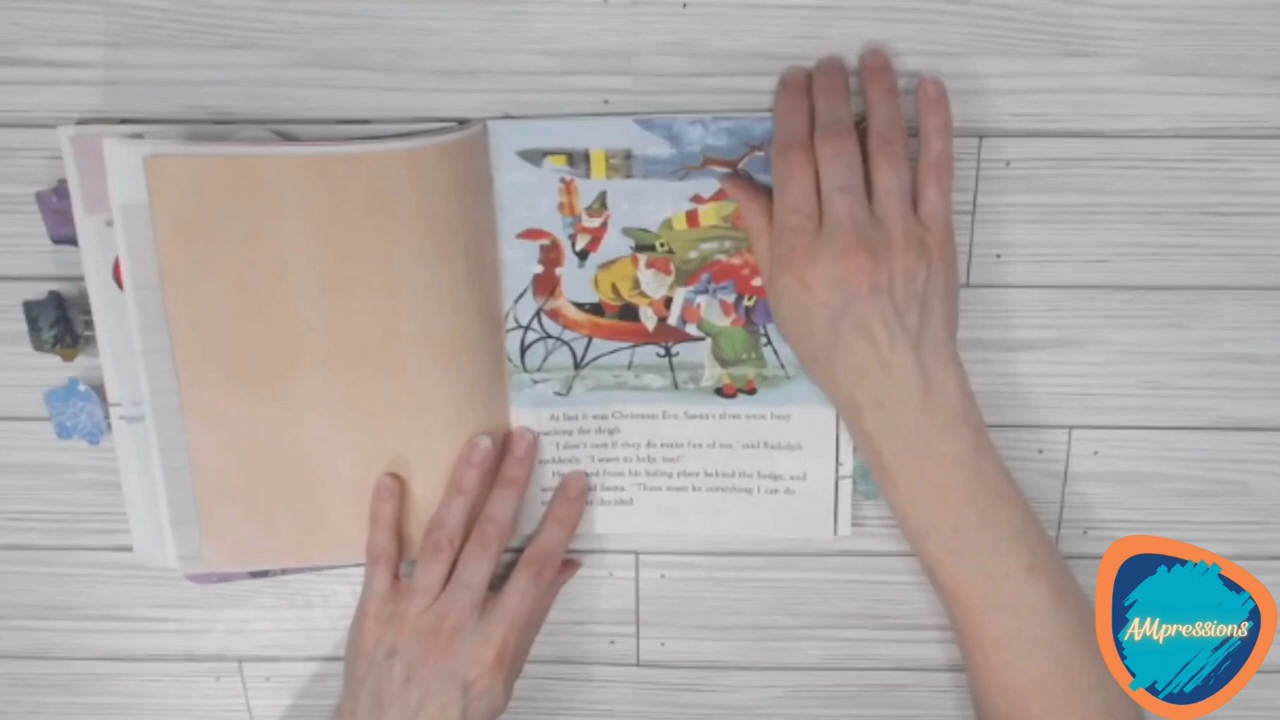 At last it was Christmas Eve. Santa's elves were busy
packing the sleigh.
"I don't care if they do make fun of me," said Rudolph
suddenly. "I want to help, too!"
from his hiding place behind the hedge, and
Santa. "There must be something I can do
decided.
AMpressions